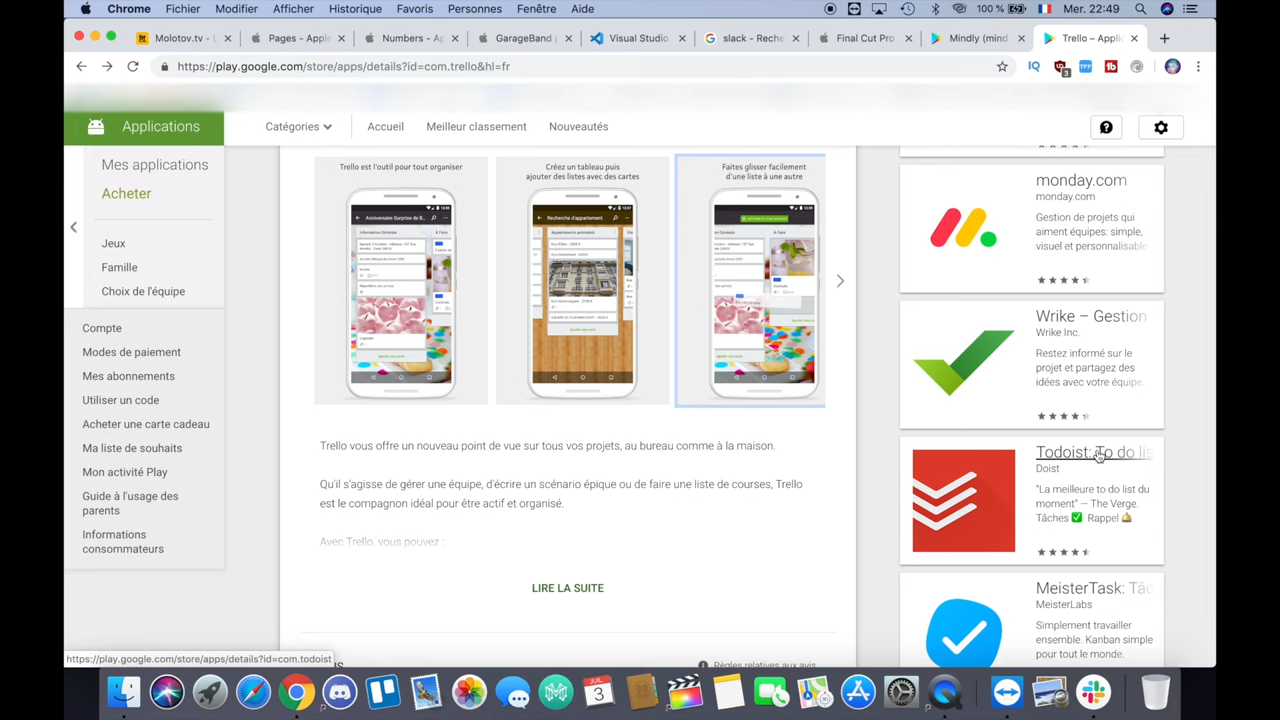 Chrome Fichier Modifier Afficher Historique Favoris Personnes Fenêtre Aide 100 % Mer. 22:49
Molotov.tv - L Pages - Apple Numbers - Ap GarageBand p Visual Studio slack - Reche Final Cut Pro Mindly (mind Trello – Applic
https://play.google.com/store/apps/details?id=com.trello&hl=fr
Applications Catégories Accueil Meilleur classement Nouveautés
Mes applications
Acheter
Jeux
Famille
Choix de l'équipe
Compte
Modes de paiement
Mes abonnements
Utiliser un code
Acheter une carte cadeau
Ma liste de souhaits
Mon activité Play
Guide à l'usage des
parents
Informations
consommateurs
Trello est l'outil pour tout organiser
Créez un tableau puis
ajoutez des listes avec des cartes
Faites glisser facilement
d'une liste à une autre
Anniversaire Surprise de B...
Recherche d'appartement
Trello vous offre un nouveau point de vue sur tous vos projets, au bureau comme à la maison.
Qu'il s'agisse de gérer une équipe, d'écrire un scénario épique ou de faire une liste de courses, Trello
est le compagnon idéal pour être actif et organisé.
Avec Trello, vous pouvez :
LIRE LA SUITE
Règles relatives aux avis
monday.com
monday.com
Gestion de projets qui
aiment équipes: simple,
visuel et personnalisable
Wrike – Gestion
Wrike Inc.
Restez informé sur le
projet et partagez des
idées avec votre équipe.
Todoist: To do lis
Doist
"La meilleure to do list du
moment" — The Verge.
Tâches ✅ Rappel 🛎
MeisterTask: Tâc
MeisterLabs
Simplement travailler
ensemble. Kanban simple
pour tout le monde.
https://play.google.com/store/apps/details?id=com.todoist
JUL
3